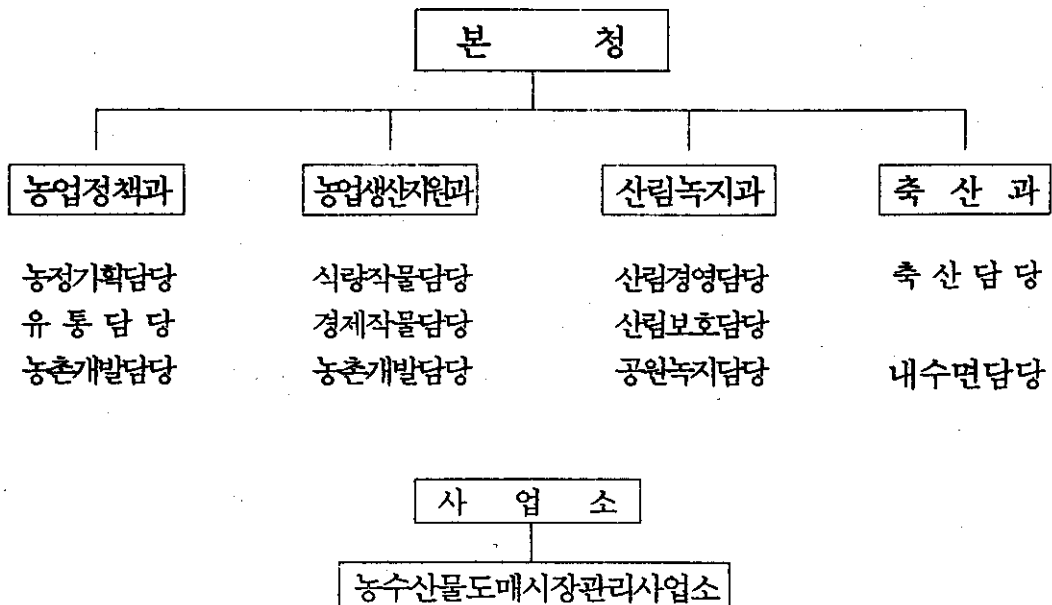 본 청
농업정책과 농업생산지원과 산림녹지과 축 산 과
농정기획담당 식량작물담당 산림경영담당 축 산 담 당
유 통 담 당 경제작물담당 산림보호담당
농촌개발담당 농촌개발담당 공원녹지담당 내수면담당
사 업 소
농수산물도매시장관리사업소